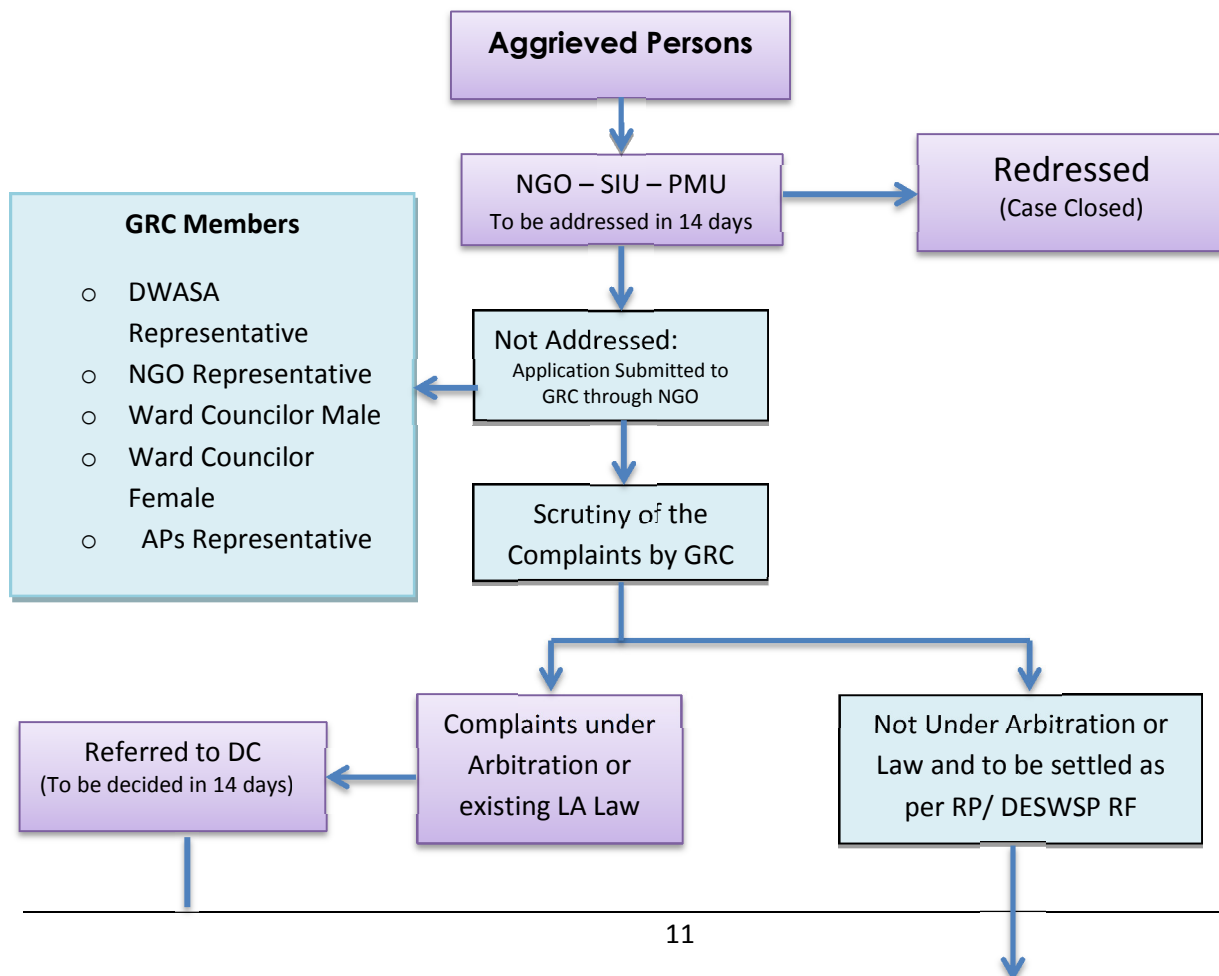 Aggrieved Persons
NGO – SIU – PMU
To be addressed in 14 days
Redressed
(Case Closed)
GRC Members
o DWASA
Representative
o NGO Representative
o Ward Councilor Male
o Ward Councilor
Female
o APs Representative
Not Addressed:
Application Submitted to
GRC through NGO
Scrutiny of the
Complaints by GRC
Referred to DC
(To be decided in 14 days)
Complaints under
Arbitration or
existing LA Law
Not Under Arbitration or
Law and to be settled as
per RP/ DESWSP RF
11